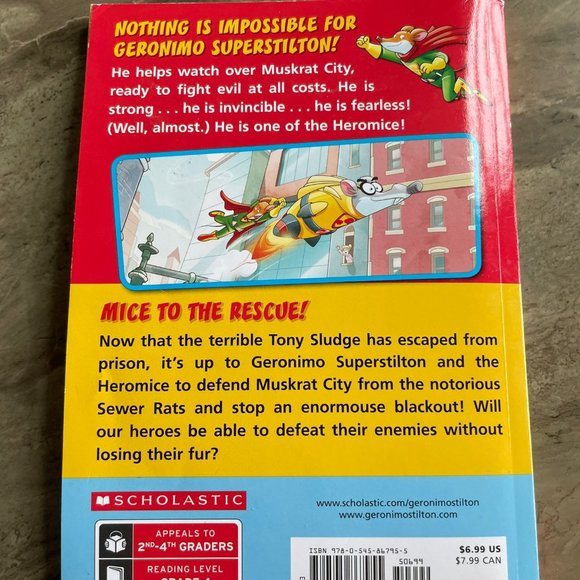 NOTHING IS IMPOSSIBLE FOR
GERONIMO SUPERSTILTON!
He helps watch over Muskrat City,
ready to fight evil at all costs. He is
strong . . . he is invincible . . . he is fearless!
(Well, almost.) He is one of the Heromice!
MICE TO THE RESCUE!
Now that the terrible Tony Sludge has escaped from
prison, it's up to Geronimo Superstilton and the
Heromice to defend Muskrat City from the notorious
Sewer Rats and stop an enormouse blackout! Will
our heroes be able to defeat their enemies without
losing their fur?
SCHOLASTIC
www.scholastic.com/geronimostilton
www.geronimostilton.com
APPEALS TO
2ND-4TH GRADERS
READING LEVEL
ISBN 978-0-545-86795-5
50699
$6.99 US
$7.99 CAN